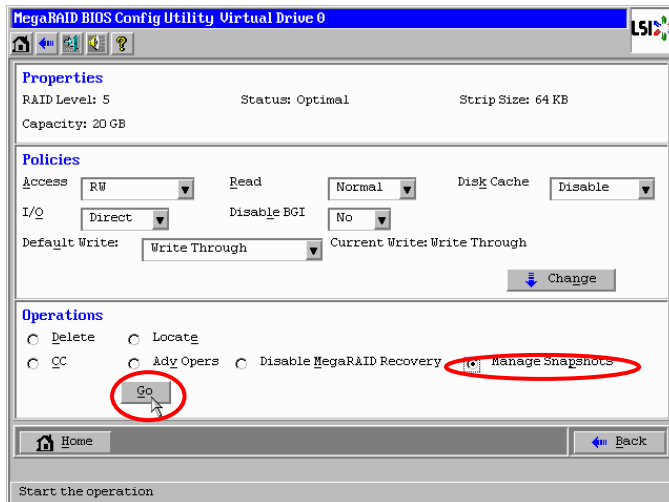 MegaRAID BIOS Config Utility Virtual Drive 0
LSI
Properties
RAID Level: 5 Status: Optimal Strip Size: 64 KB
Capacity: 20 GB
Policies
Access RW Read Normal Disk Cache Disable
I/O Direct Disable BGI No
Default Write: Write Through Current Write: Write Through
Change
Operations
Delete Locate
CC Adv Opers Disable MegaRAID Recovery Manage Snapshots
Go
Home Back
Start the operation